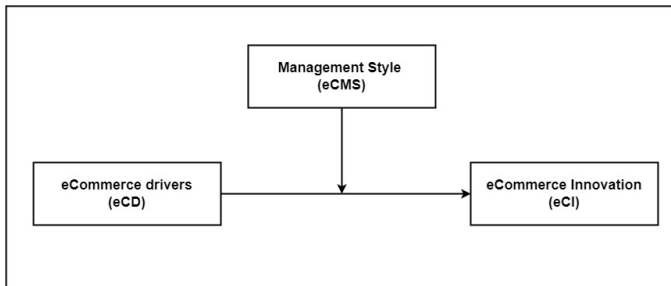 Management Style
(eCMS)
eCommerce drivers
(eCD)
eCommerce Innovation
(eCI)